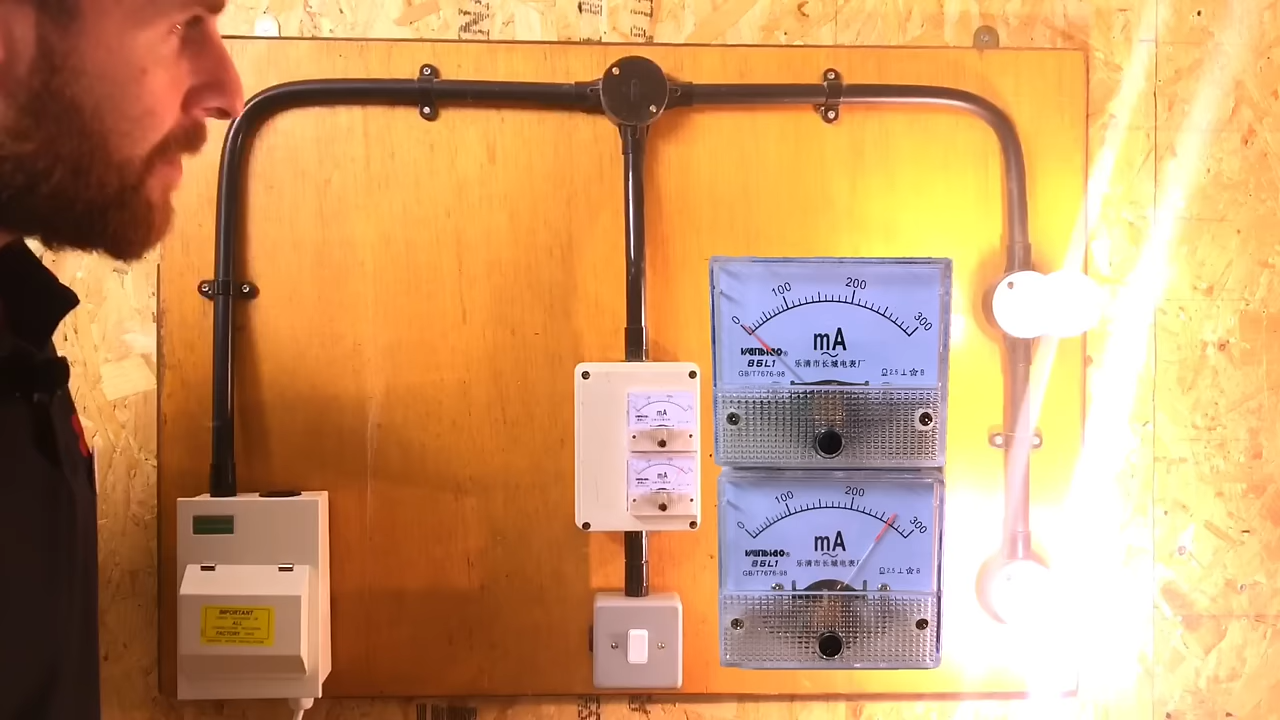 0 100 200 300
mA
WANBIAO®
85L1
GB/T7676-98
乐清市长城电表厂
2.5 ⊥ ☆ B
0 100 200 300
mA
WANBIAO®
85L1
GB/T7676-98
乐清市长城电表厂
2.5 ⊥ ☆ B
mA
mA
IMPORTANT
ALL
FACTORY